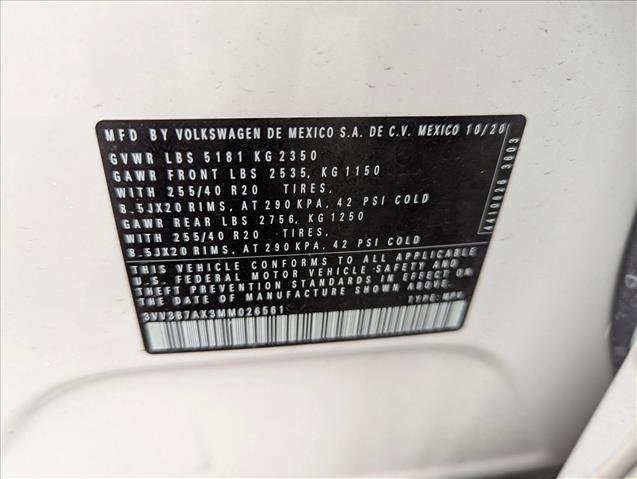 MFD BY VOLKSWAGEN DE MEXICO S.A. DE C.V. MEXICO 10/20
GVWR LBS 5181 KG 2350
GAWR FRONT LBS 2535, KG 1150
WITH 255/40 R20 TIRES,
8.5JX20 RIMS, AT 290 KPA, 42 PSI COLD
GAWR REAR LBS 2756, KG 1250
WITH 255/40 R20 TIRES,
8.5JX20 RIMS, AT 290 KPA, 42 PSI COLD
THIS VEHICLE CONFORMS TO ALL APPLICABLE
U.S. FEDERAL MOTOR VEHICLE SAFETY AND
THEFT PREVENTION STANDARDS IN EFFECT ON
THE DATE OF MANUFACTURE SHOWN ABOVE.
3VV3B7AX3MM026561 TYPE: MPV